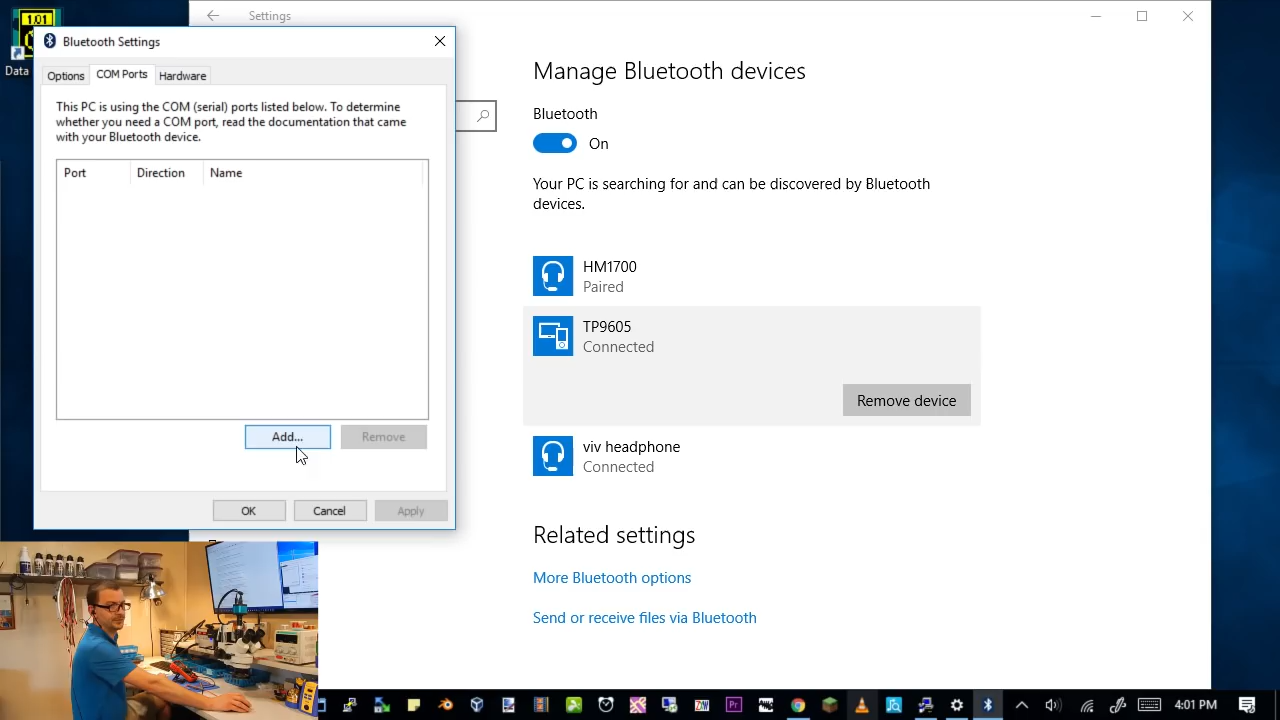 1.01
Data
Settings
Bluetooth Settings
Options
COM Ports
Hardware
This PC is using the COM (serial) ports listed below. To determine
whether you need a COM port, read the documentation that came
with your Bluetooth device.
Port
Direction
Name
Add...
Remove
OK
Cancel
Apply
Manage Bluetooth devices
Bluetooth
On
Your PC is searching for and can be discovered by Bluetooth
devices.
HM1700
Paired
TP9605
Connected
Remove device
viv headphone
Connected
Related settings
More Bluetooth options
Send or receive files via Bluetooth
Pr
4:01 PM